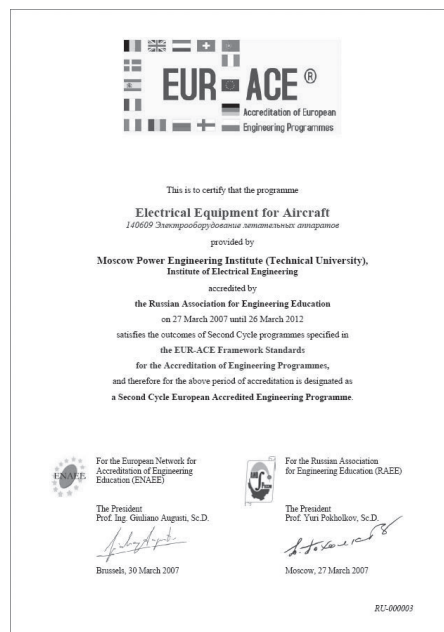 EUR ACE ®
Accreditation of European
Engineering Programmes
This is to certify that the programme
Electrical Equipment for Aircraft
140609 Электрооборудование летательных аппаратов
provided by
Moscow Power Engineering Institute (Technical University),
Institute of Electrical Engineering
accredited by
the Russian Association for Engineering Education
on 27 March 2007 until 26 March 2012
satisfies the outcomes of Second Cycle programmes specified in
the EUR-ACE Framework Standards
for the Accreditation of Engineering Programmes,
and therefore for the above period of accreditation is designated as
a Second Cycle European Accredited Engineering Programme.
ENAEE
For the European Network for
Accreditation of Engineering
Education (ENAEE)
The President
Prof. Ing. Giuliano Augusti, Sc.D.
Brussels, 30 March 2007
For the Russian Association
for Engineering Education (RAEE)
The President
Prof. Yuri Pokholkov, Sc.D.
Moscow, 27 March 2007
RU-000003